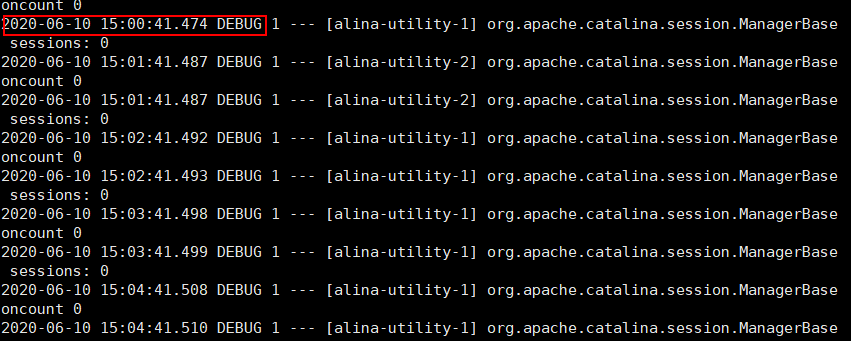 oncount 0
2020-06-10 15:00:41.474 DEBUG 1 --- [alina-utility-1] org.apache.catalina.session.ManagerBase
 sessions: 0
2020-06-10 15:01:41.487 DEBUG 1 --- [alina-utility-2] org.apache.catalina.session.ManagerBase
oncount 0
2020-06-10 15:01:41.487 DEBUG 1 --- [alina-utility-2] org.apache.catalina.session.ManagerBase
 sessions: 0
2020-06-10 15:02:41.492 DEBUG 1 --- [alina-utility-1] org.apache.catalina.session.ManagerBase
oncount 0
2020-06-10 15:02:41.493 DEBUG 1 --- [alina-utility-1] org.apache.catalina.session.ManagerBase
 sessions: 0
2020-06-10 15:03:41.498 DEBUG 1 --- [alina-utility-1] org.apache.catalina.session.ManagerBase
oncount 0
2020-06-10 15:03:41.499 DEBUG 1 --- [alina-utility-1] org.apache.catalina.session.ManagerBase
 sessions: 0
2020-06-10 15:04:41.508 DEBUG 1 --- [alina-utility-1] org.apache.catalina.session.ManagerBase
oncount 0
2020-06-10 15:04:41.510 DEBUG 1 --- [alina-utility-1] org.apache.catalina.session.ManagerBase